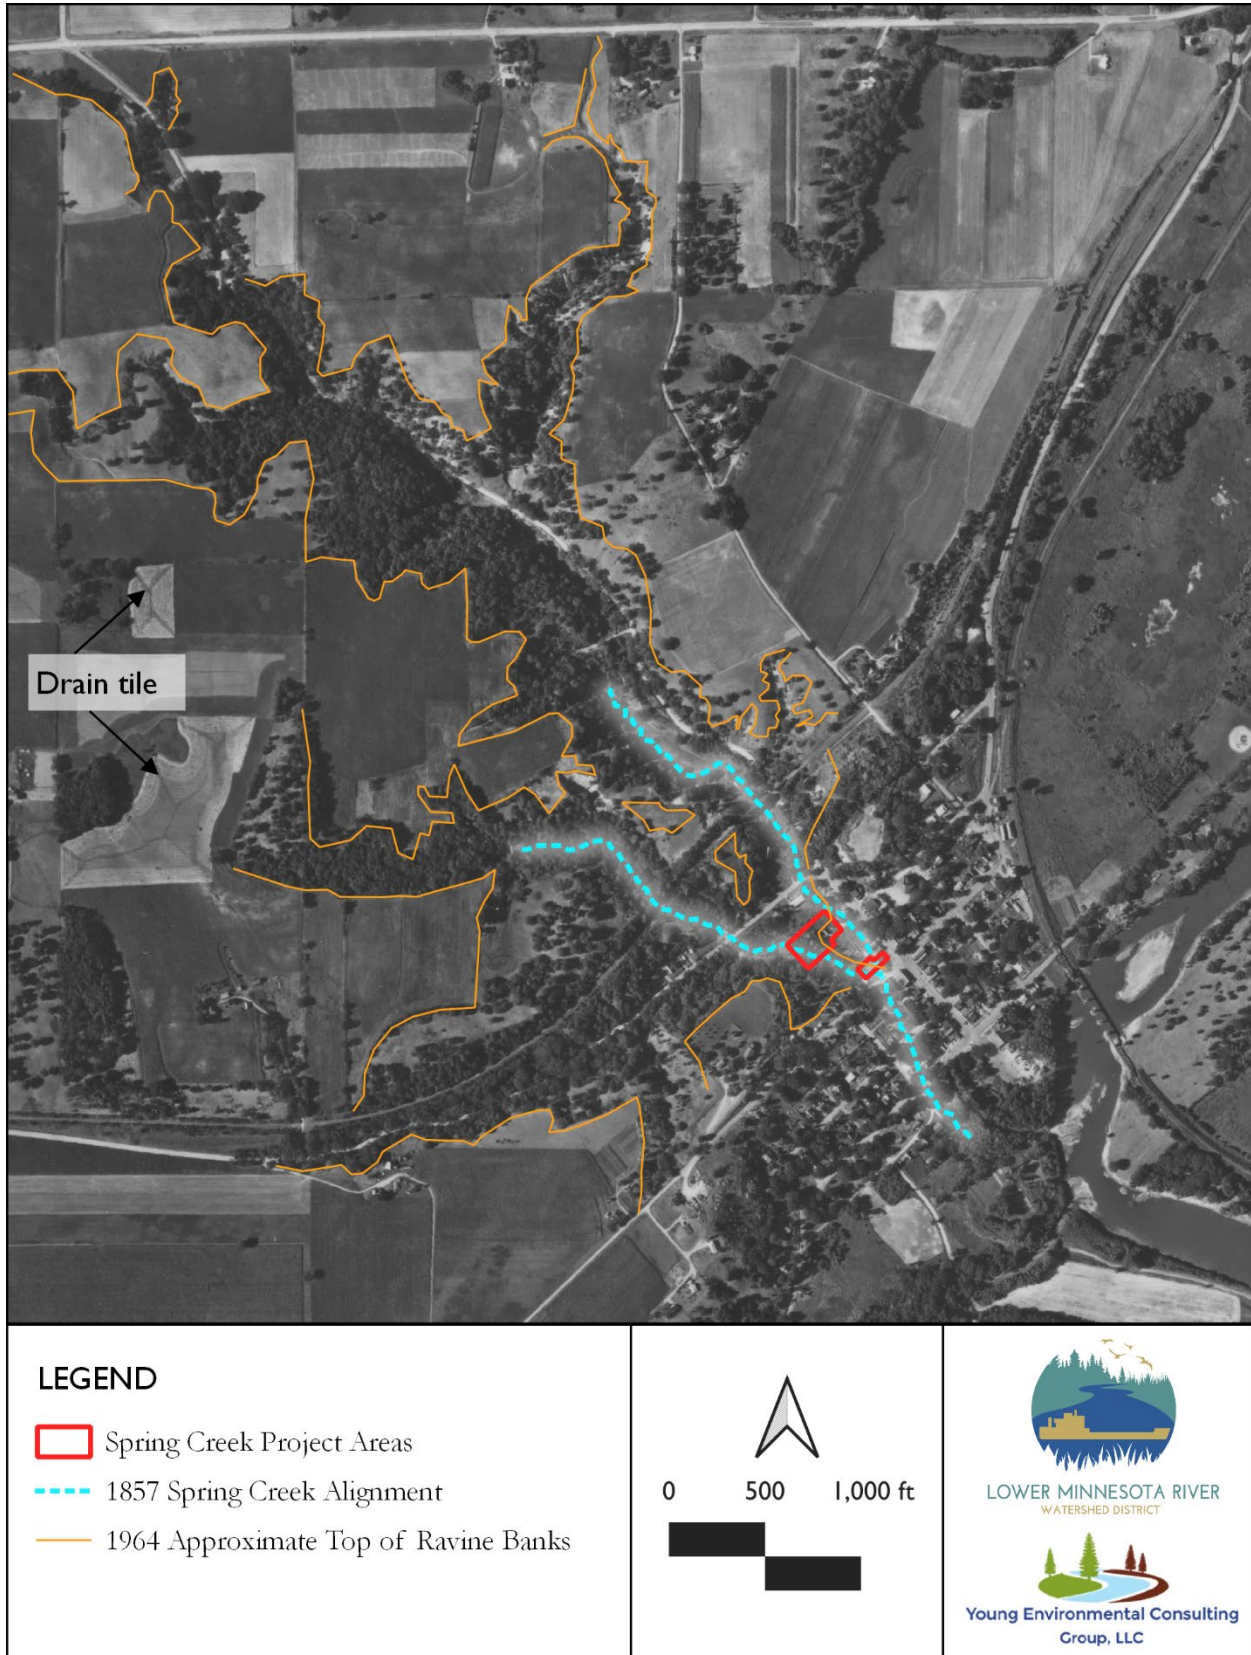 Drain tile
LEGEND
Spring Creek Project Areas
1857 Spring Creek Alignment
1964 Approximate Top of Ravine Banks
0 500 1,000 ft
LOWER MINNESOTA RIVER
WATERSHED DISTRICT
Young Environmental Consulting
Group, LLC